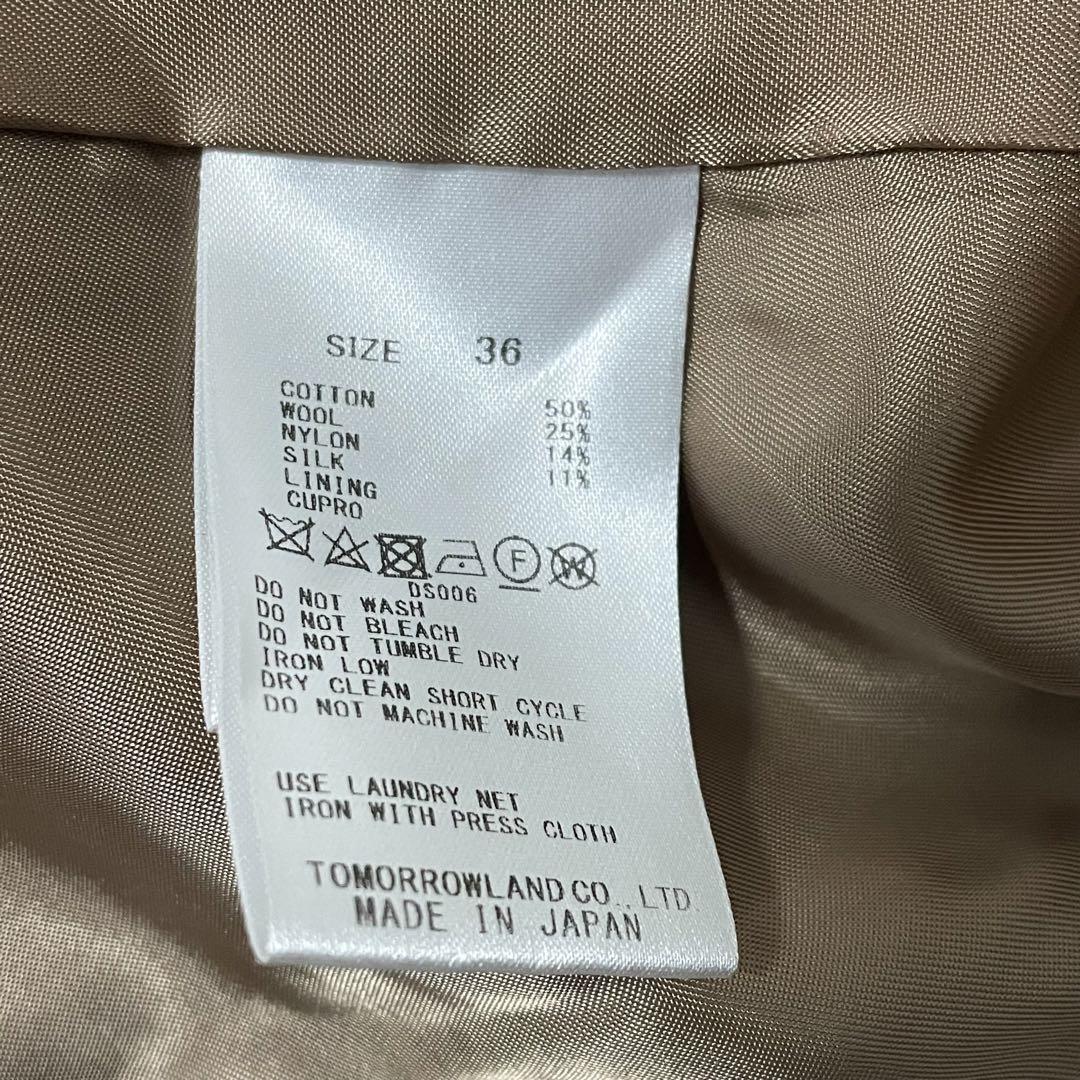 SIZE 36
COTTON 50%
WOOL 25%
NYLON 14%
SILK 11%
LINING
CUPRO
F W
DS006
DO NOT WASH
DO NOT BLEACH
DO NOT TUMBLE DRY
IRON LOW
DRY CLEAN SHORT CYCLE
DO NOT MACHINE WASH
USE LAUNDRY NET
IRON WITH PRESS CLOTH
TOMORROWLAND CO., LTD.
MADE IN JAPAN